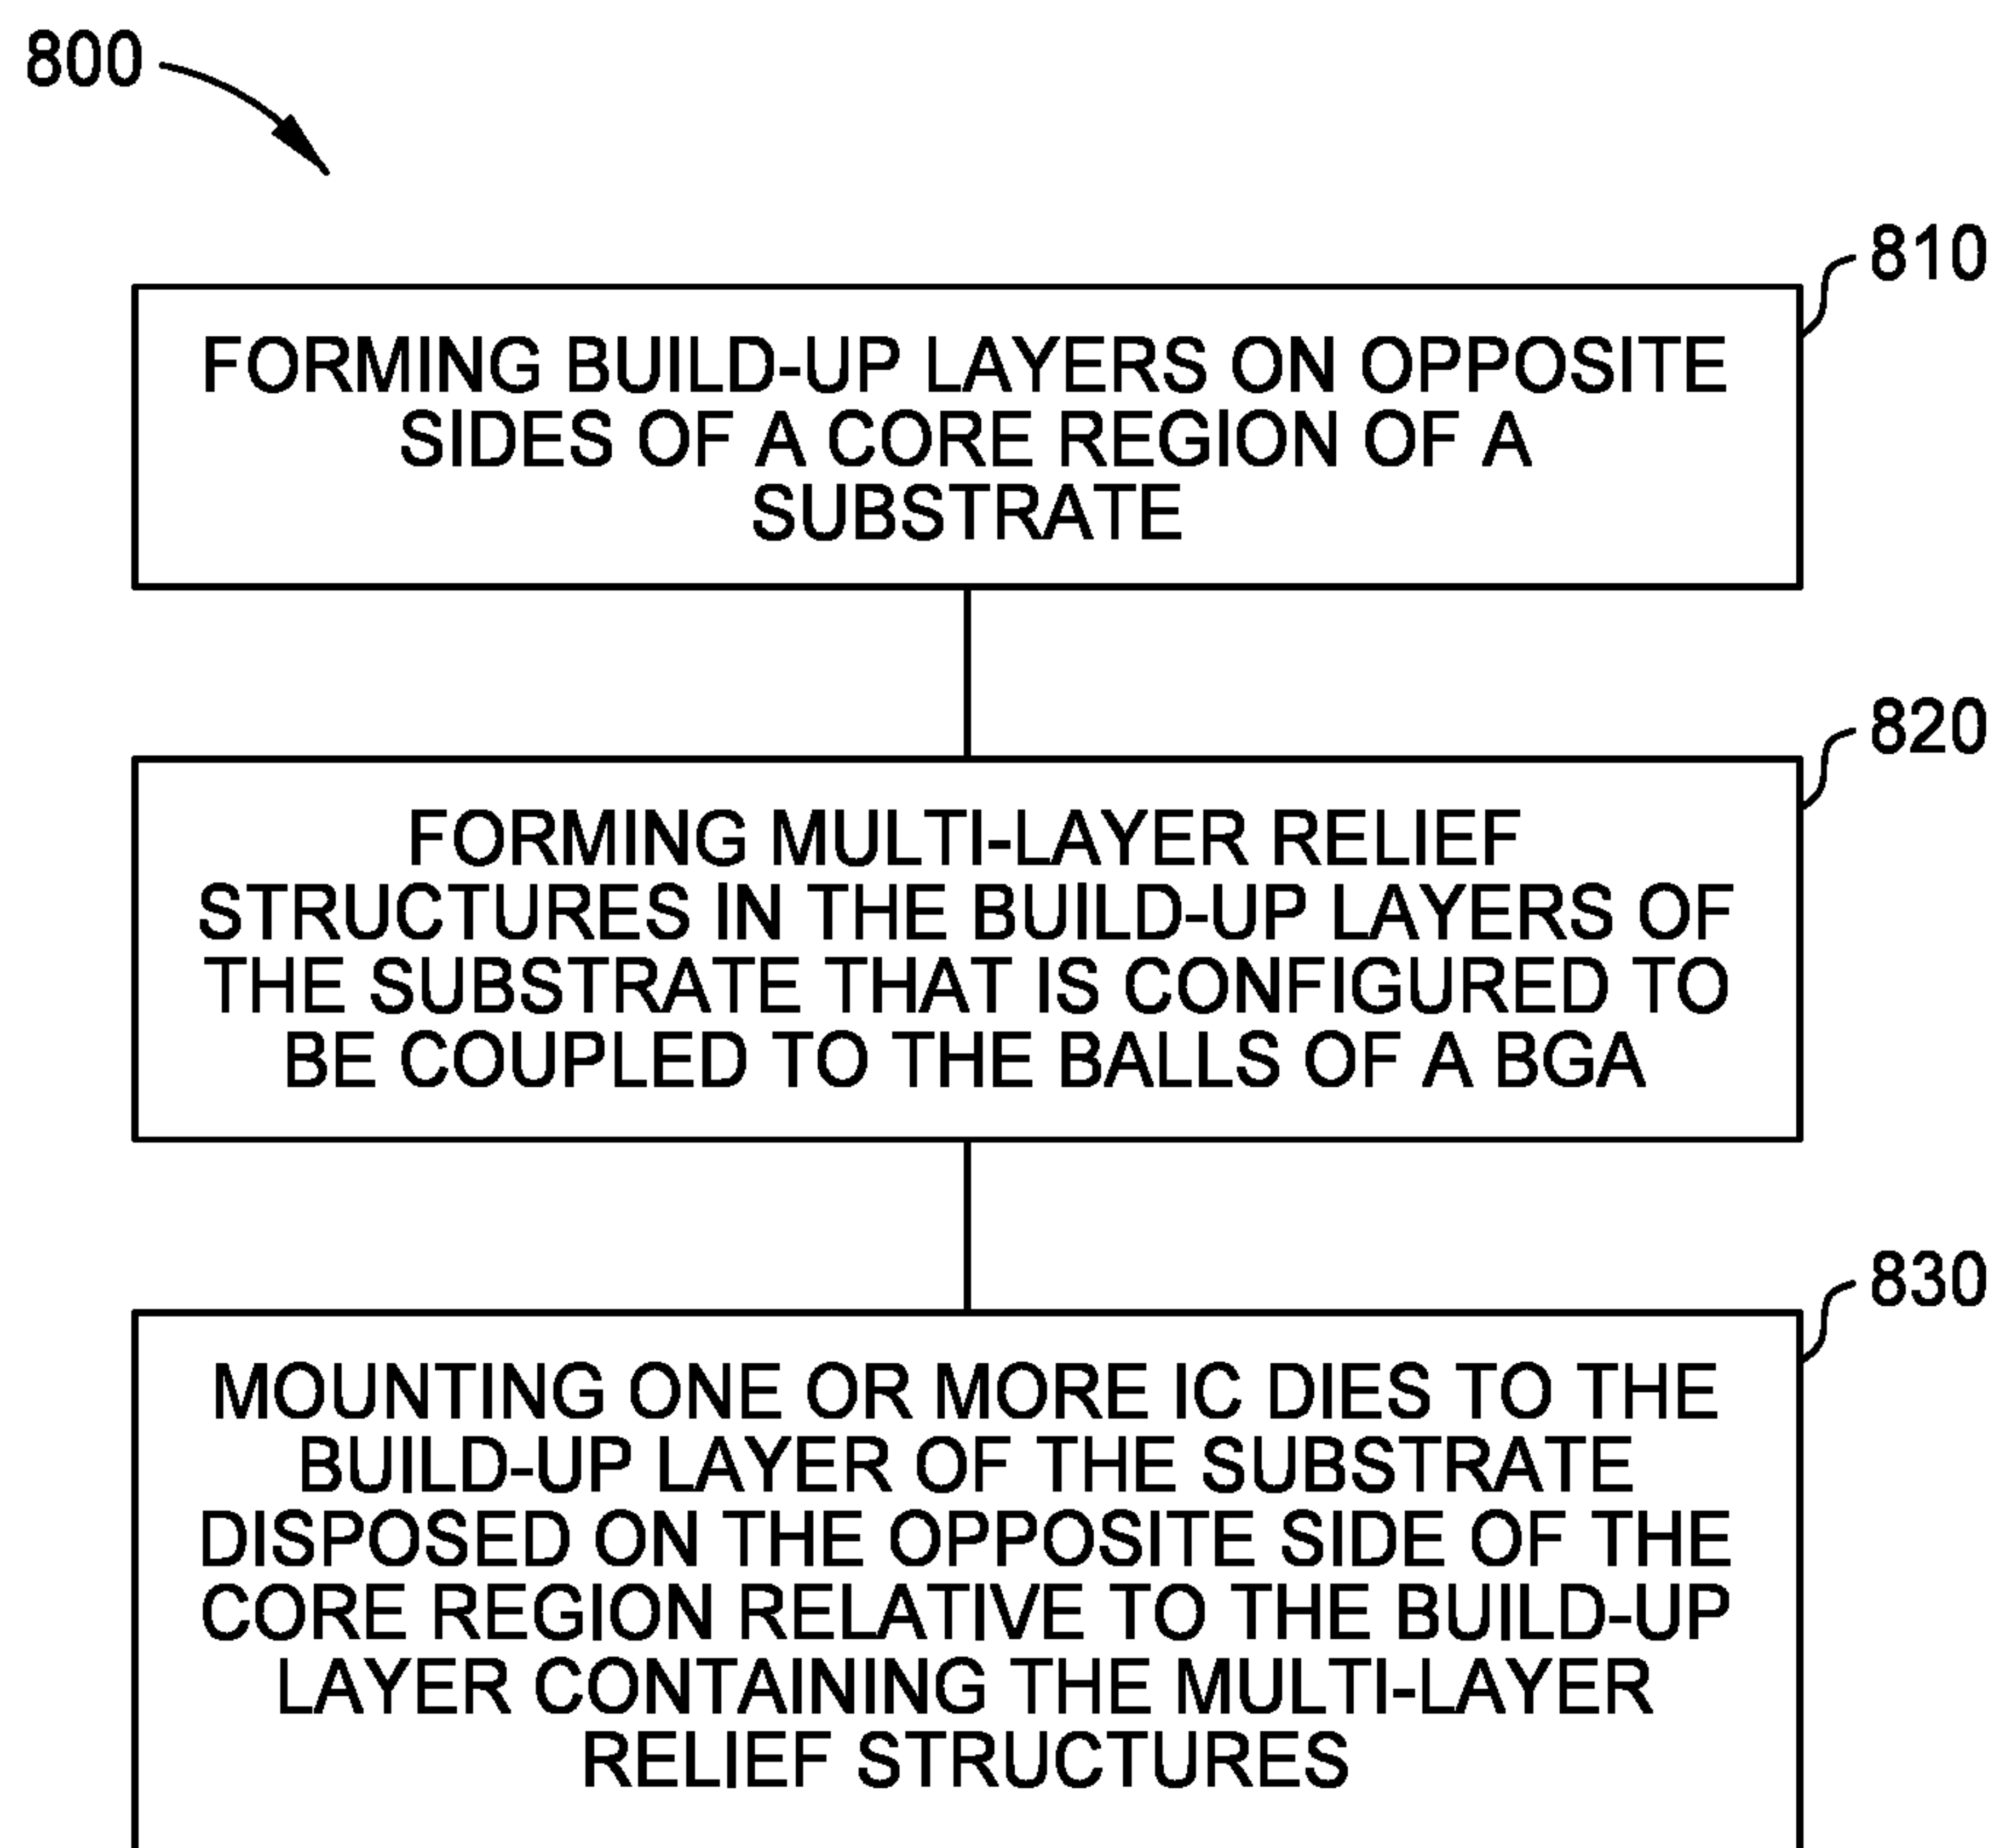 800
810
FORMING BUILD-UP LAYERS ON OPPOSITE
SIDES OF A CORE REGION OF A
SUBSTRATE
820
FORMING MULTI-LAYER RELIEF
STRUCTURES IN THE BUILD-UP LAYERS OF
THE SUBSTRATE THAT IS CONFIGURED TO
BE COUPLED TO THE BALLS OF A BGA
830
MOUNTING ONE OR MORE IC DIES TO THE
BUILD-UP LAYER OF THE SUBSTRATE
DISPOSED ON THE OPPOSITE SIDE OF THE
CORE REGION RELATIVE TO THE BUILD-UP
LAYER CONTAINING THE MULTI-LAYER
RELIEF STRUCTURES